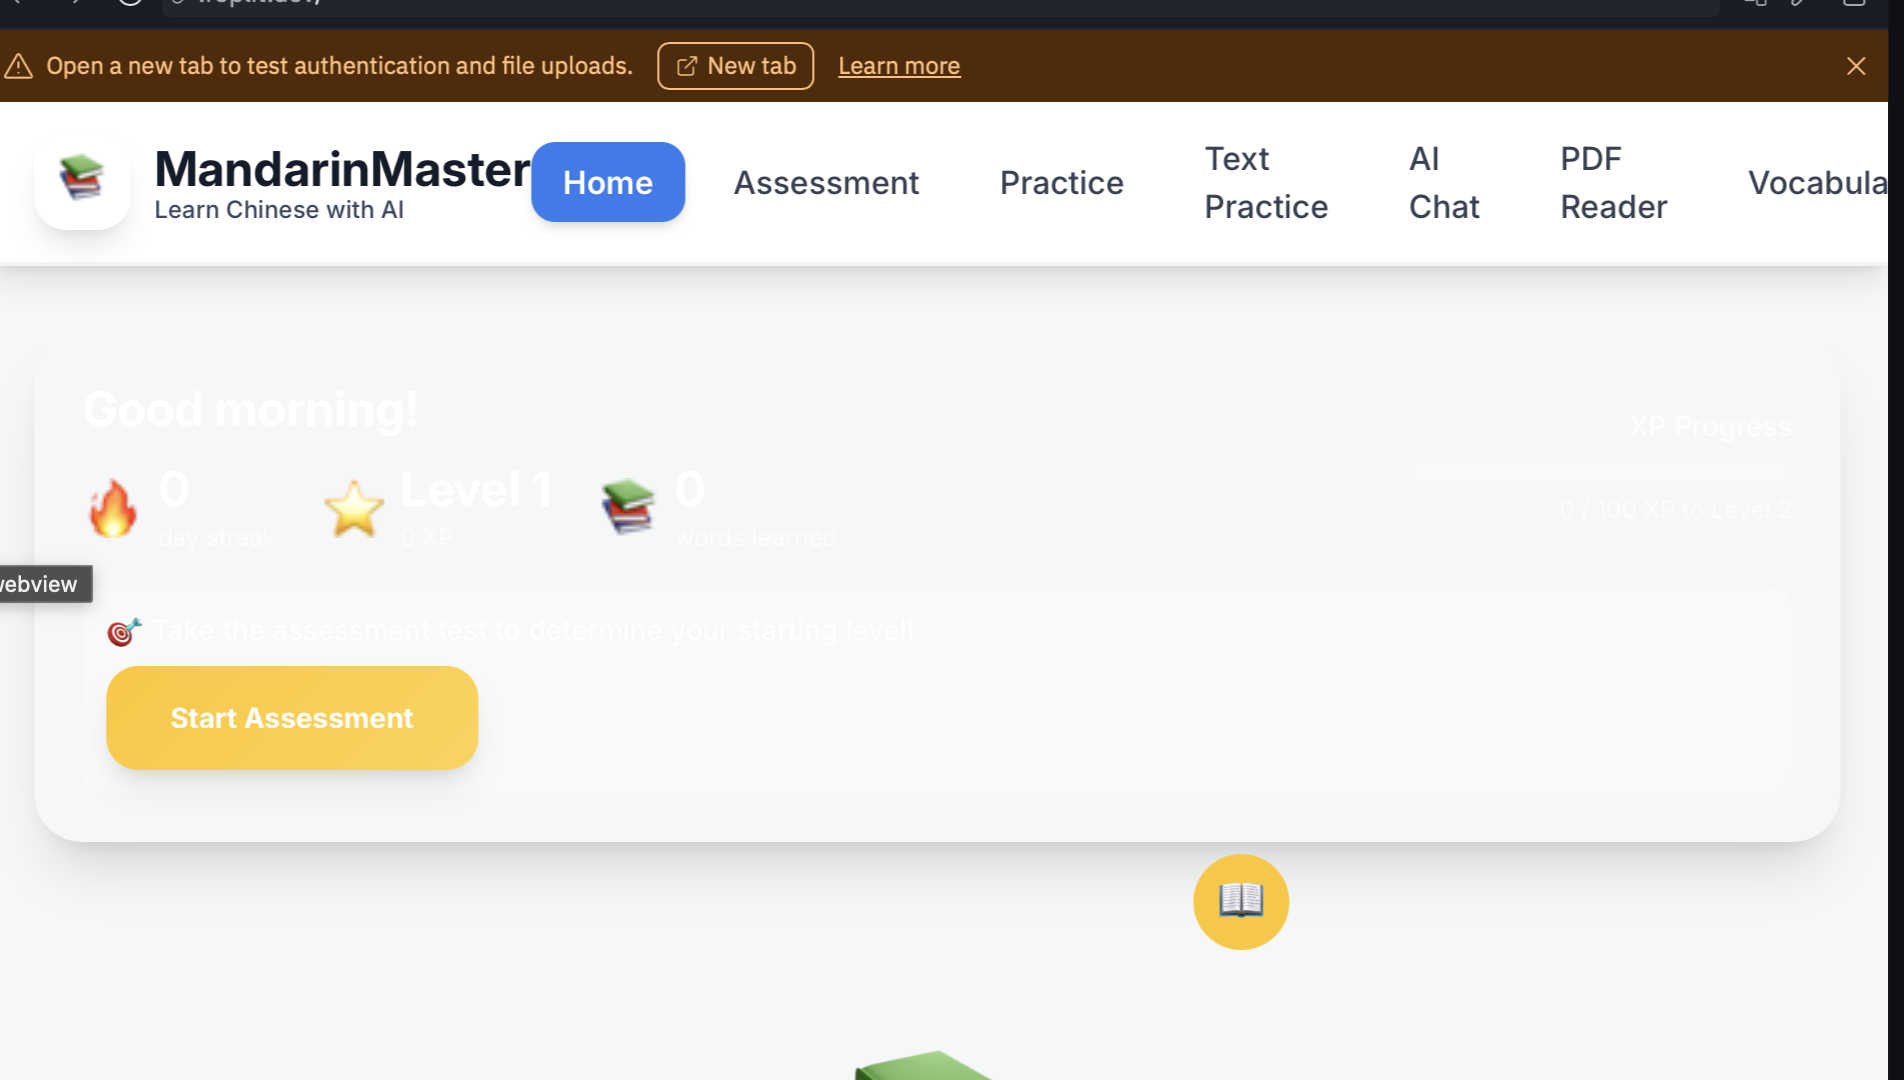 Open a new tab to test authentication and file uploads.
New tab
Learn more
MandarinMaster
Learn Chinese with AI
Home
Assessment
Practice
Text
Practice
AI
Chat
PDF
Reader
Vocabula
Good morning!
XP Progress
0
day streak
Level 1
0 XP
0
words learned
0 / 100 XP to Level 2
webview
Take the assessment test to determine your starting level!
Start Assessment